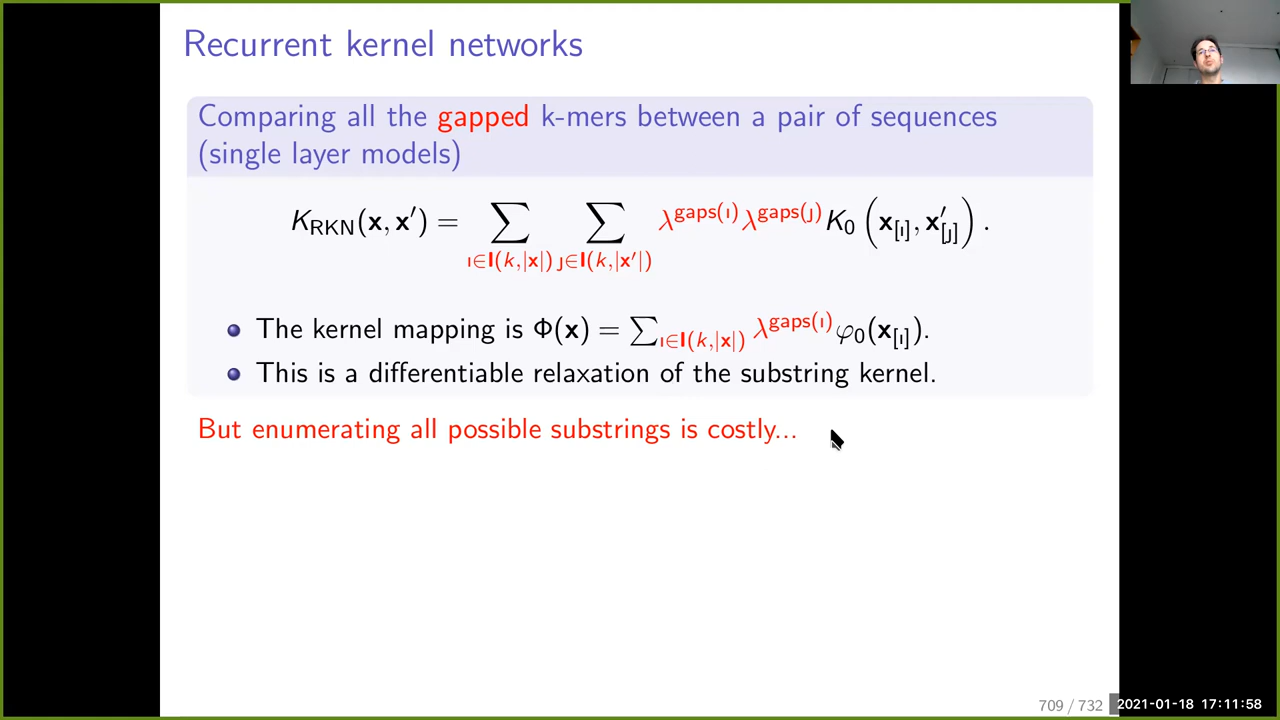 Recurrent kernel networks
Comparing all the gapped k-mers between a pair of sequences
(single layer models)
K_RKN(x, x′) = ∑_{ı∈I(k,|x|)} ∑_{ȷ∈I(k,|x′|)} λ^{gaps(ı)} λ^{gaps(ȷ)} K_0 (x_[ı], x′_[ȷ]) .
The kernel mapping is Φ(x) = ∑_{ı∈I(k,|x|)} λ^{gaps(ı)} φ_0(x_[ı]).
This is a differentiable relaxation of the substring kernel.
But enumerating all possible substrings is costly...
709 / 732
2021-01-18 17:11:58